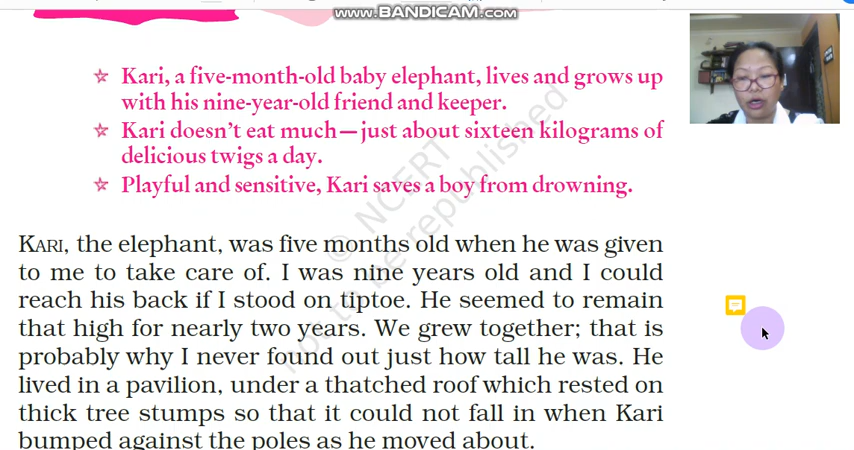 WWW.BANDICAM.COM
☆ Kari, a five-month-old baby elephant, lives and grows up
with his nine-year-old friend and keeper.
☆ Kari doesn't eat much—just about sixteen kilograms of
delicious twigs a day.
☆ Playful and sensitive, Kari saves a boy from drowning.
© NCERT
not to be republished
KARI, the elephant, was five months old when he was given
to me to take care of. I was nine years old and I could
reach his back if I stood on tiptoe. He seemed to remain
that high for nearly two years. We grew together; that is
probably why I never found out just how tall he was. He
lived in a pavilion, under a thatched roof which rested on
thick tree stumps so that it could not fall in when Kari
bumped against the poles as he moved about.